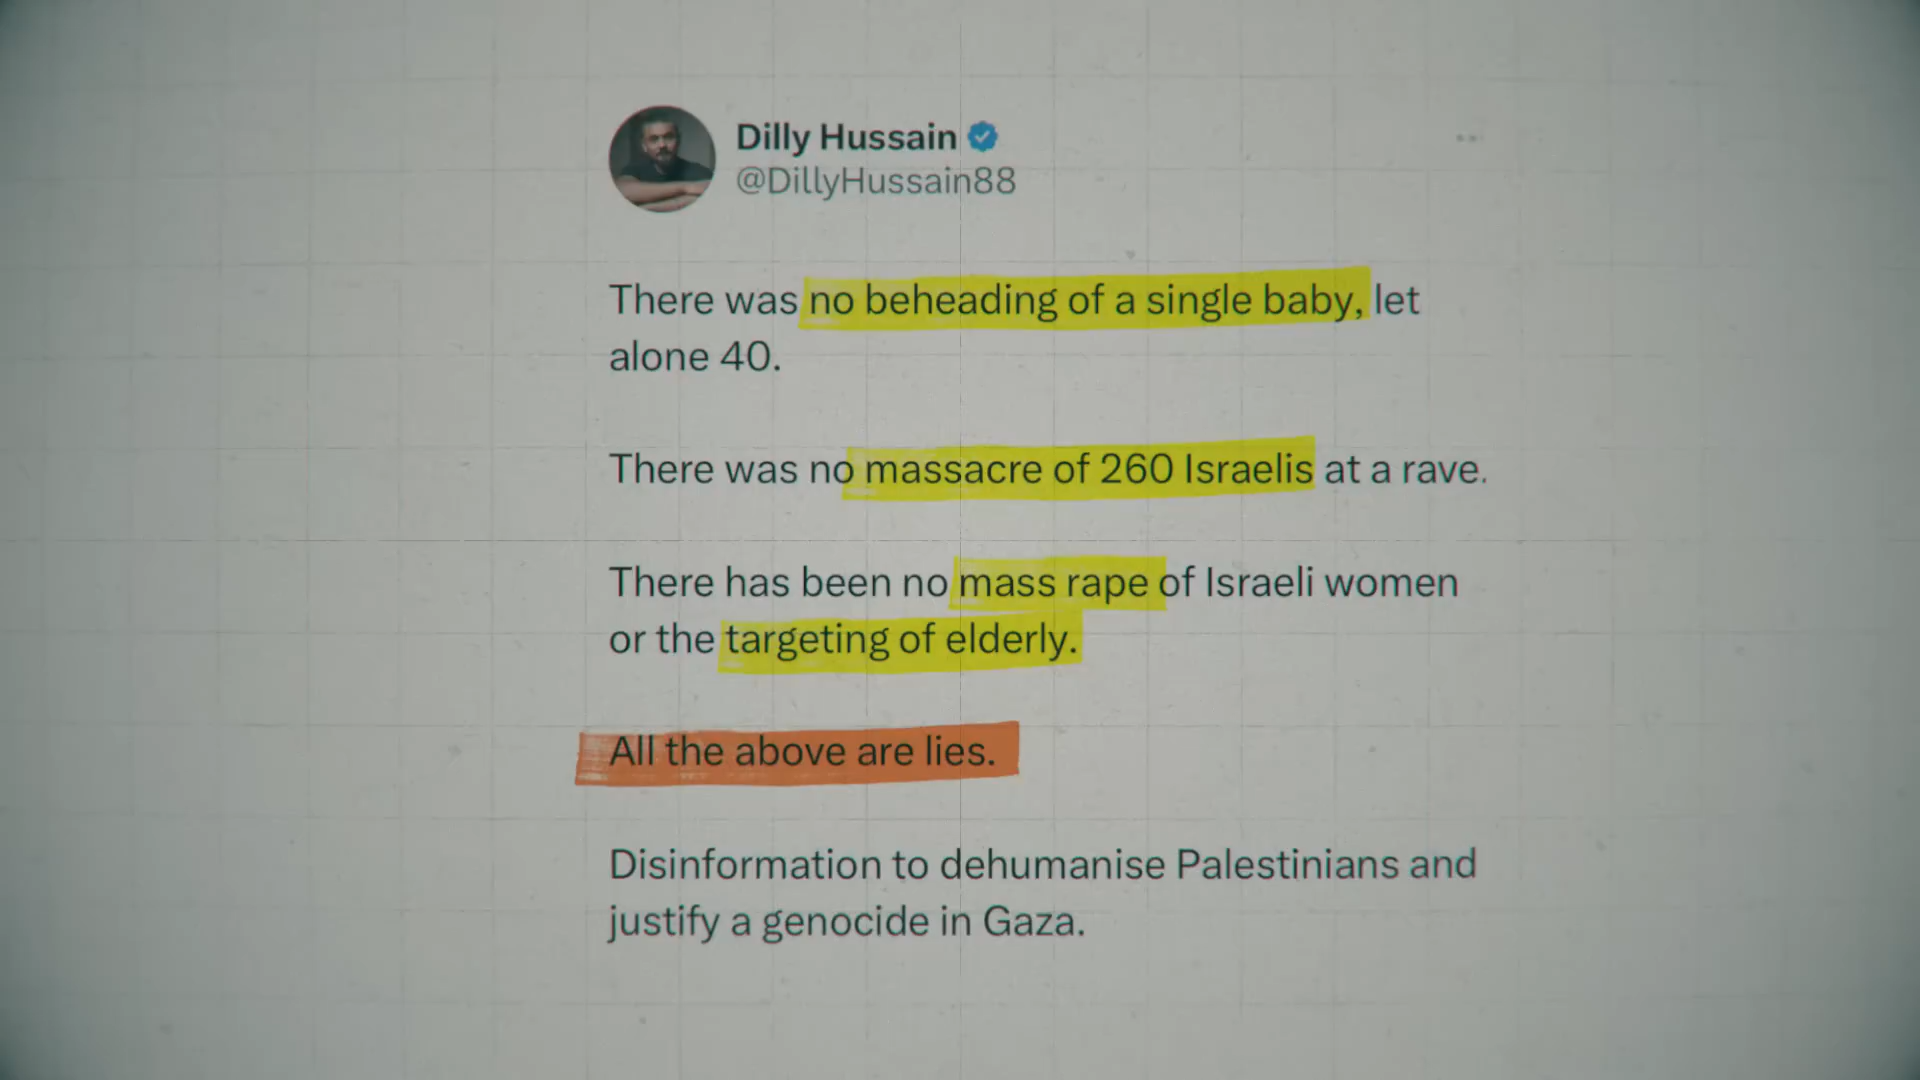 Dilly Hussain
@DillyHussain88
There was no beheading of a single baby, let
alone 40.
There was no massacre of 260 Israelis at a rave.
There has been no mass rape of Israeli women
or the targeting of elderly.
All the above are lies.
Disinformation to dehumanise Palestinians and
justify a genocide in Gaza.